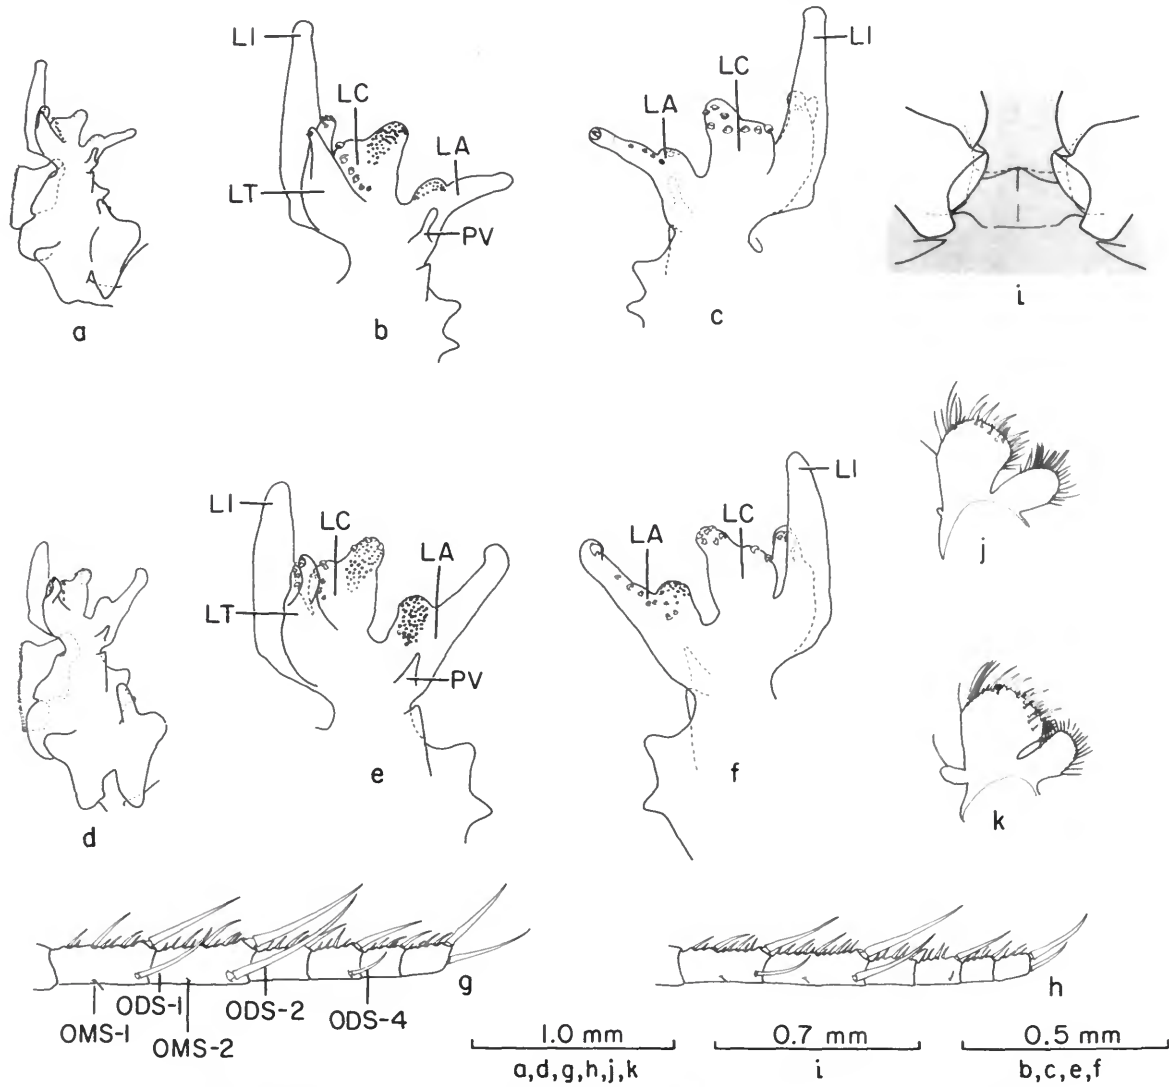 LI
LC
LA
LT
PV
a
b
LI
LC
LA
c
i
LI
LC
LA
LT
PV
d
e
LI
LC
LA
f
j
k
g
h
OMS-1
ODS-1
OMS-2
ODS-2
ODS-4
1.0 mm
a,d,g,h,j,k
0.7 mm
i
0.5 mm
b,c,e,f